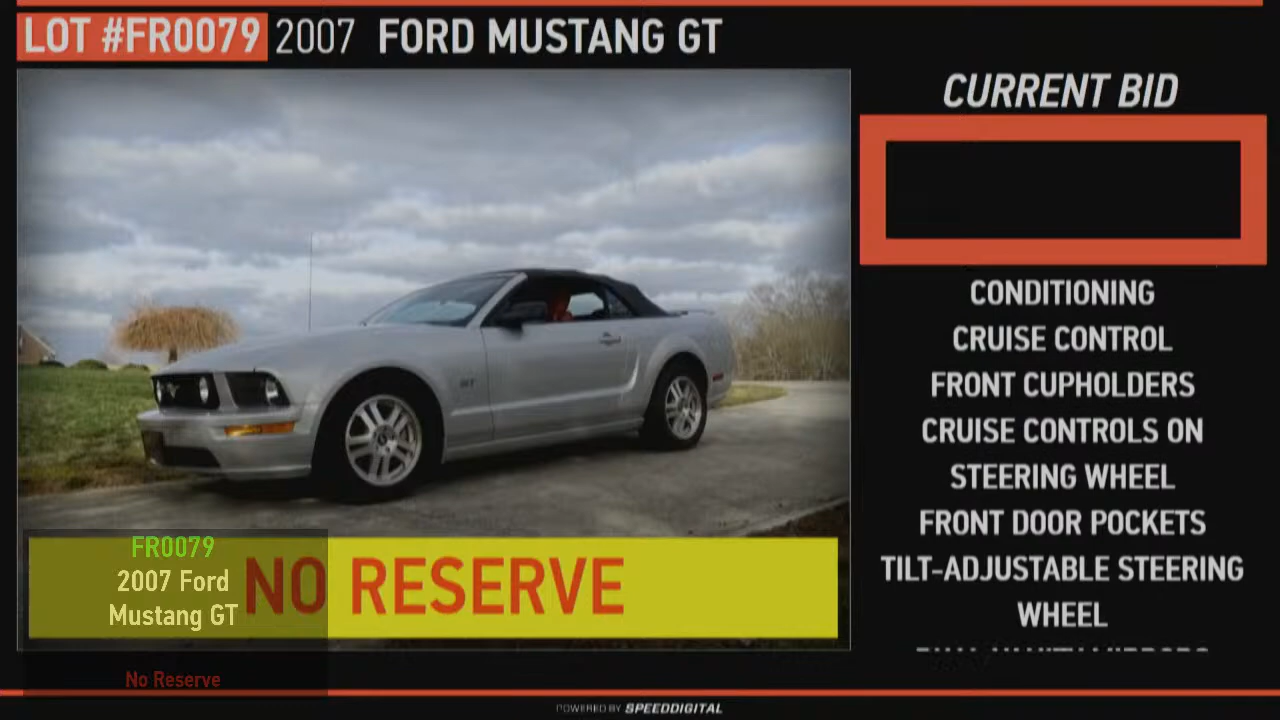 LOT #FR0079 2007 FORD MUSTANG GT
CURRENT BID
CONDITIONING
CRUISE CONTROL
FRONT CUPHOLDERS
CRUISE CONTROLS ON
STEERING WHEEL
FRONT DOOR POCKETS
TILT-ADJUSTABLE STEERING
WHEEL
GT
NO RESERVE
FR0079
2007 Ford
Mustang GT
No Reserve
POWERED BY SPEEDDIGITAL